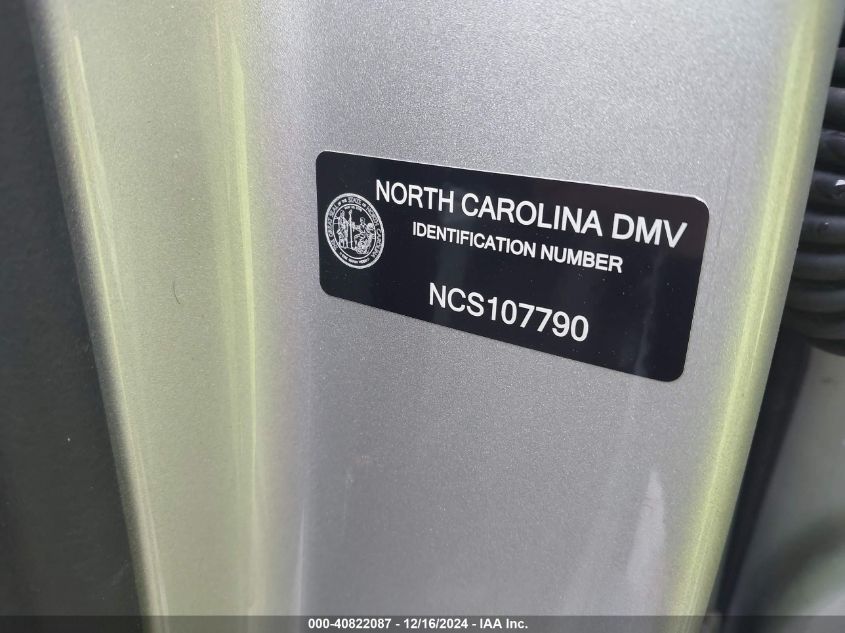 NORTH CAROLINA DMV
IDENTIFICATION NUMBER
NCS107790
000-40822087 - 12/16/2024 - IAA Inc.